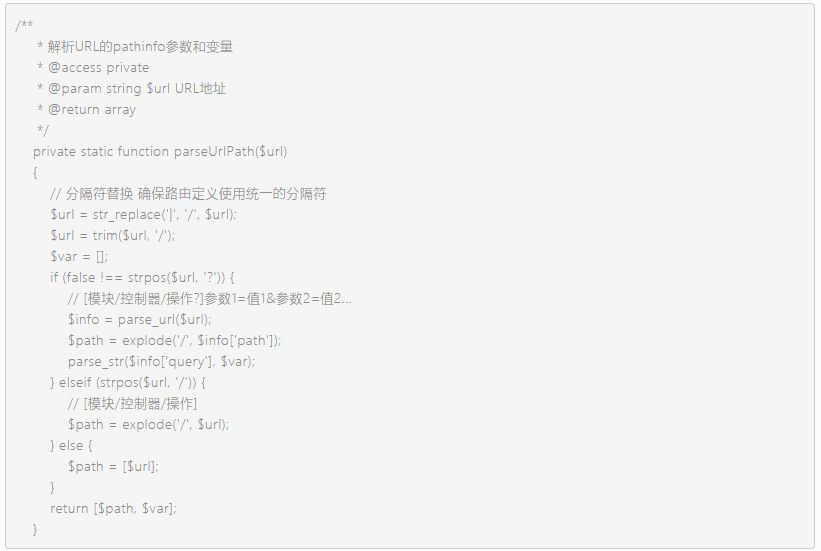 /**
* 解析URL的pathinfo参数和变量
* @access private
* @param string $url URL地址
* @return array
*/
private static function parseUrlPath($url)
{
// 分隔符替换 确保路由定义使用统一的分隔符
$url = str_replace('|', '/', $url);
$url = trim($url, '/');
$var = [];
if (false !== strpos($url, '?')) {
// [模块/控制器/操作?]参数1=值1&参数2=值2...
$info = parse_url($url);
$path = explode('/', $info['path']);
parse_str($info['query'], $var);
} elseif (strpos($url, '/')) {
// [模块/控制器/操作]
$path = explode('/', $url);
} else {
$path = [$url];
}
return [$path, $var];
}